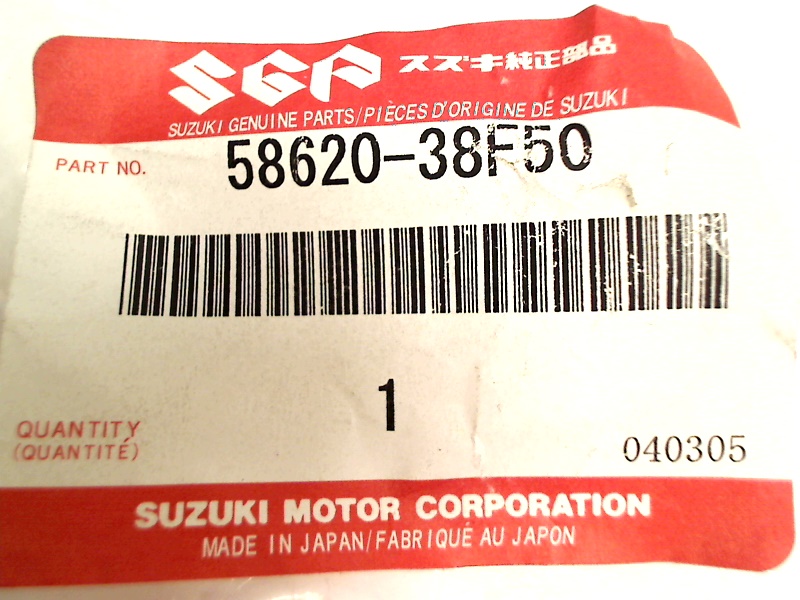 SGP スズキ純正部品
SUZUKI GENUINE PARTS/PIÈCES D'ORIGINE DE SUZUKI
PART NO. 58620-38F50
1
QUANTITY
(QUANTITÉ)
040305
SUZUKI MOTOR CORPORATION
MADE IN JAPAN/FABRIQUÉ AU JAPON